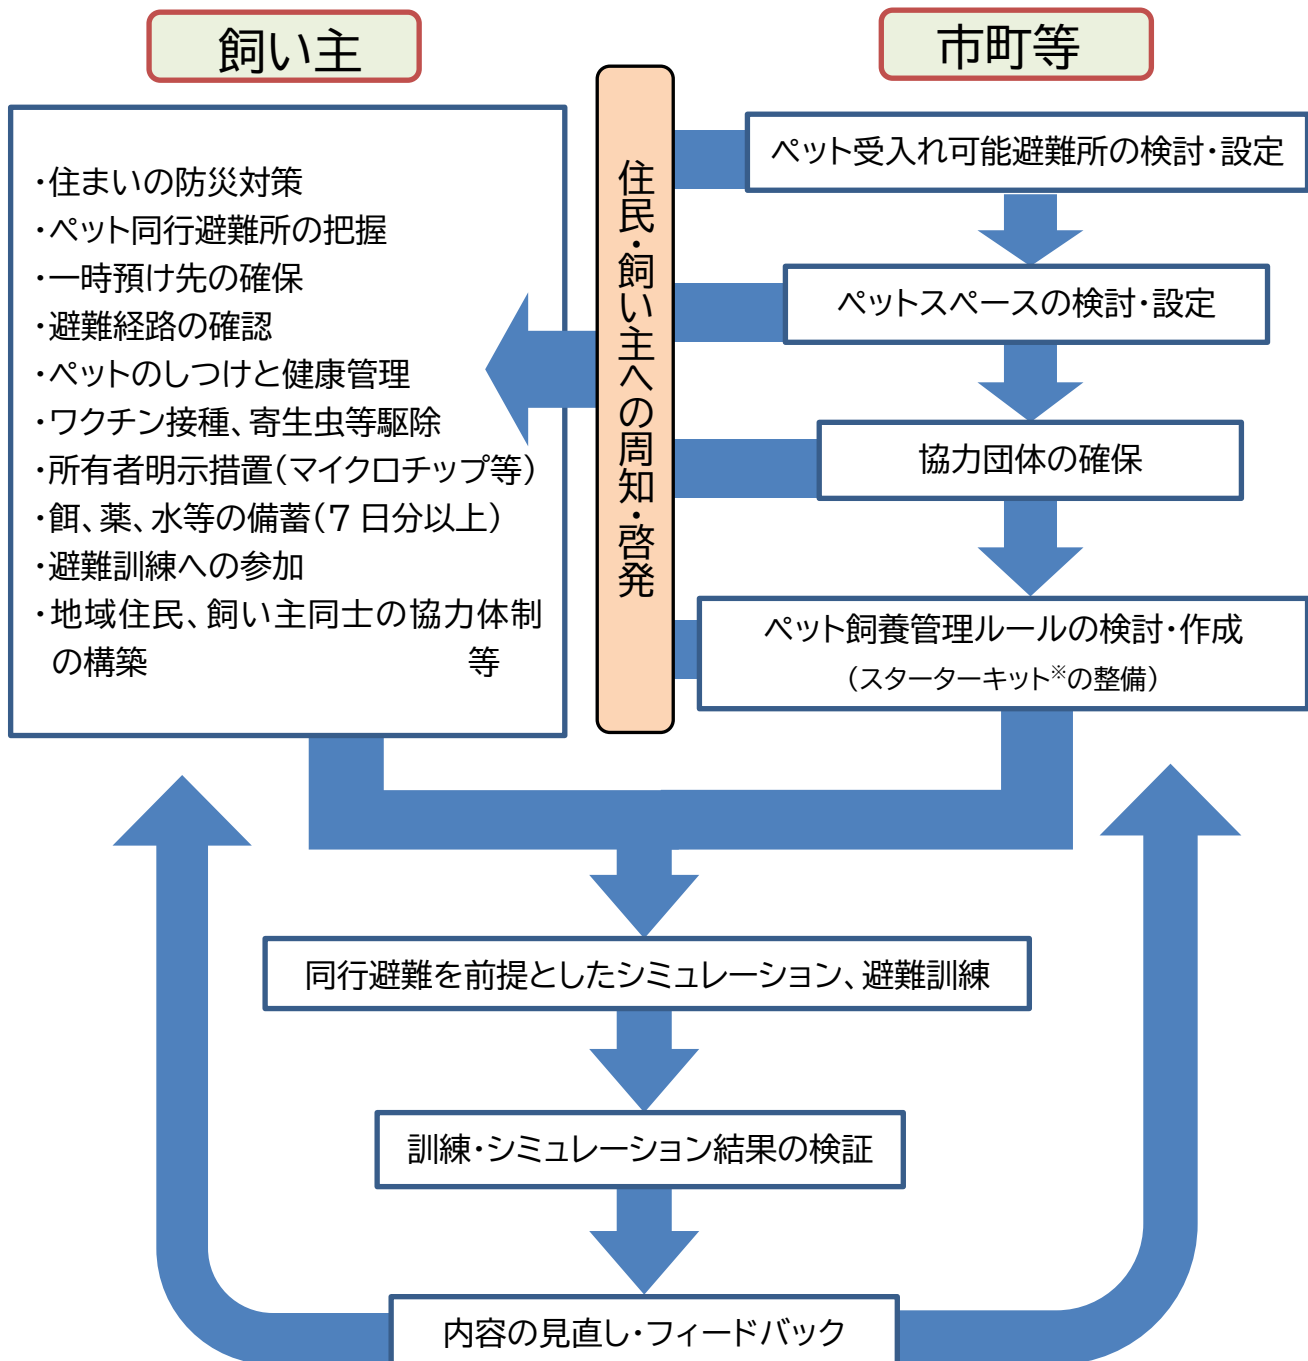 飼い主
・住まいの防災対策
・ペット同行避難所の把握
・一時預け先の確保
・避難経路の確認
・ペットのしつけと健康管理
・ワクチン接種、寄生虫等駆除
・所有者明示措置(マイクロチップ等)
・餌、薬、水等の備蓄(7 日分以上)
・避難訓練への参加
・地域住民、飼い主同士の協力体制
の構築 等
住民・飼い主への周知・啓発
市町等
ペット受入れ可能避難所の検討・設定
ペットスペースの検討・設定
協力団体の確保
ペット飼養管理ルールの検討・作成
(スターターキット※の整備)
同行避難を前提としたシミュレーション、避難訓練
訓練・シミュレーション結果の検証
内容の見直し・フィードバック